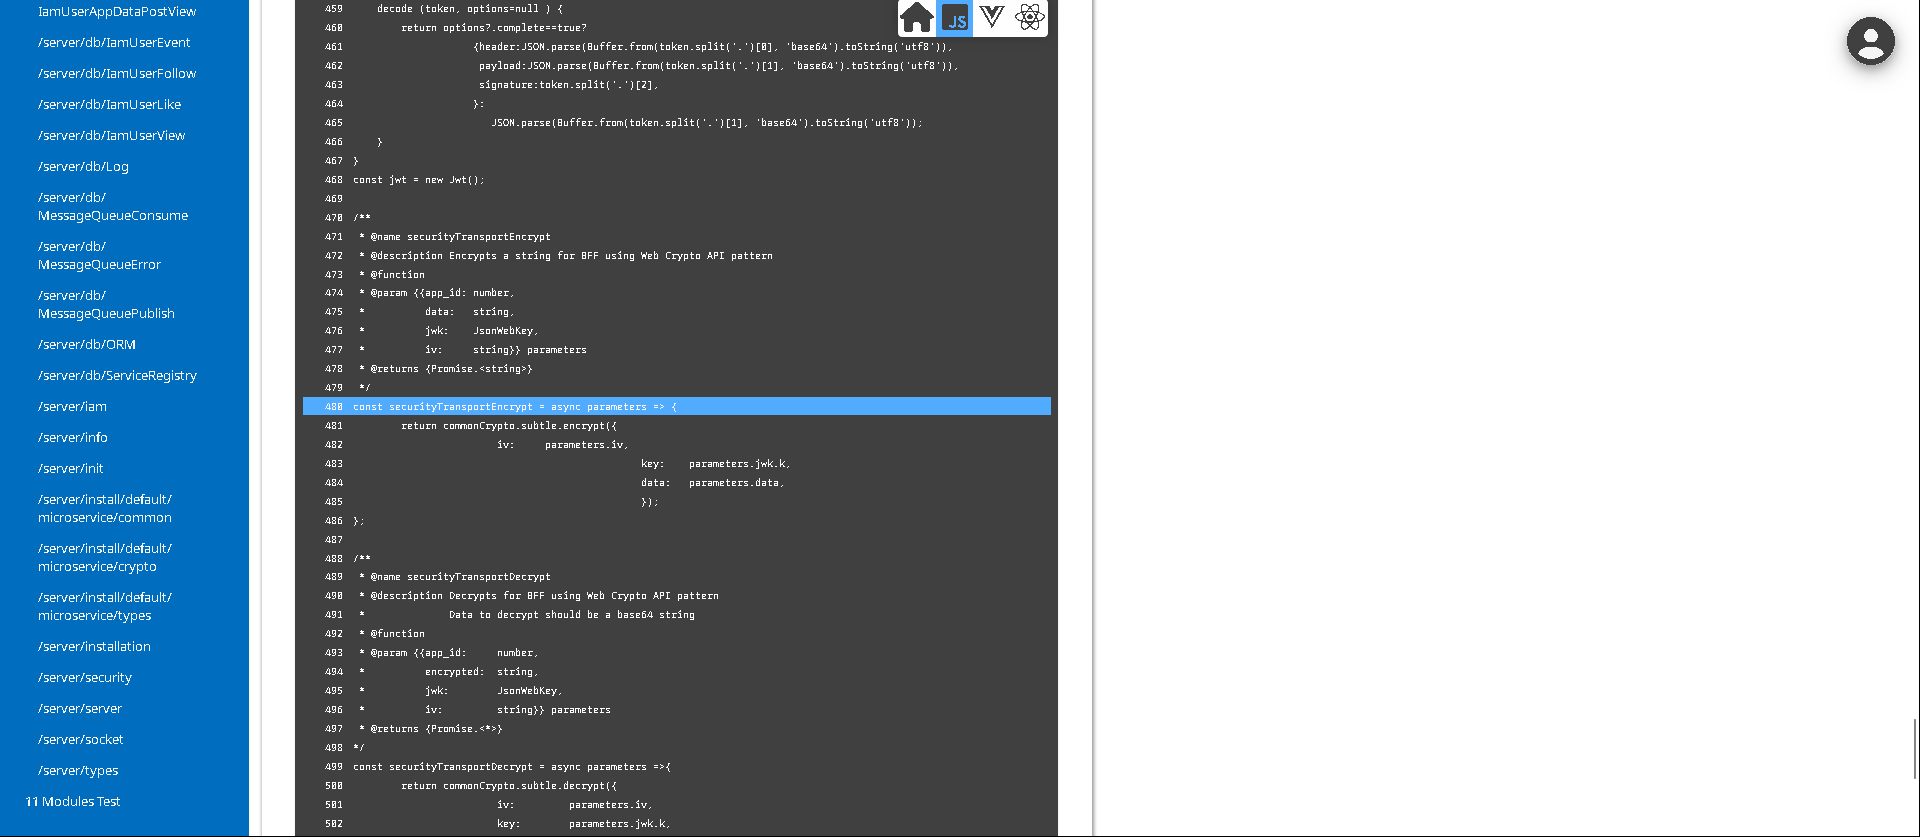 IamUserAppDataPostView
/server/db/IamUserEvent
/server/db/IamUserFollow
/server/db/IamUserLike
/server/db/IamUserView
/server/db/Log
/server/db/
MessageQueueConsume
/server/db/
MessageQueueError
/server/db/
MessageQueuePublish
/server/db/ORM
/server/db/ServiceRegistry
/server/iam
/server/info
/server/init
/server/install/default/
microservice/common
/server/install/default/
microservice/crypto
/server/install/default/
microservice/types
/server/installation
/server/security
/server/server
/server/socket
/server/types
11 Modules Test
459 decode (token, options=null ) {
460 return options?.complete==true?
461 {header:JSON.parse(Buffer.from(token.split('.')[0], 'base64').toString('utf8')),
462 payload:JSON.parse(Buffer.from(token.split('.')[1], 'base64').toString('utf8')),
463 signature:token.split('.')[2],
464 }:
465 JSON.parse(Buffer.from(token.split('.')[1], 'base64').toString('utf8'));
466 }
467 }
468 const jwt = new Jwt();
469
470 /**
471 * @name securityTransportEncrypt
472 * @description Encrypts a string for BFF using Web Crypto API pattern
473 * @function
474 * @param {{app_id: number,
475 * data: string,
476 * jwk: JsonWebKey,
477 * iv: string}} parameters
478 * @returns {Promise.<string>}
479 */
480 const securityTransportEncrypt = async parameters => {
481 return commonCrypto.subtle.encrypt({
482 iv: parameters.iv,
483 key: parameters.jwk.k,
484 data: parameters.data,
485 });
486 };
487
488 /**
489 * @name securityTransportDecrypt
490 * @description Decrypts for BFF using Web Crypto API pattern
491 * Data to decrypt should be a base64 string
492 * @function
493 * @param {{app_id: number,
494 * encrypted: string,
495 * jwk: JsonWebKey,
496 * iv: string}} parameters
497 * @returns {Promise.<*>}
498 */
499 const securityTransportDecrypt = async parameters =>{
500 return commonCrypto.subtle.decrypt({
501 iv: parameters.iv,
502 key: parameters.jwk.k,
JS